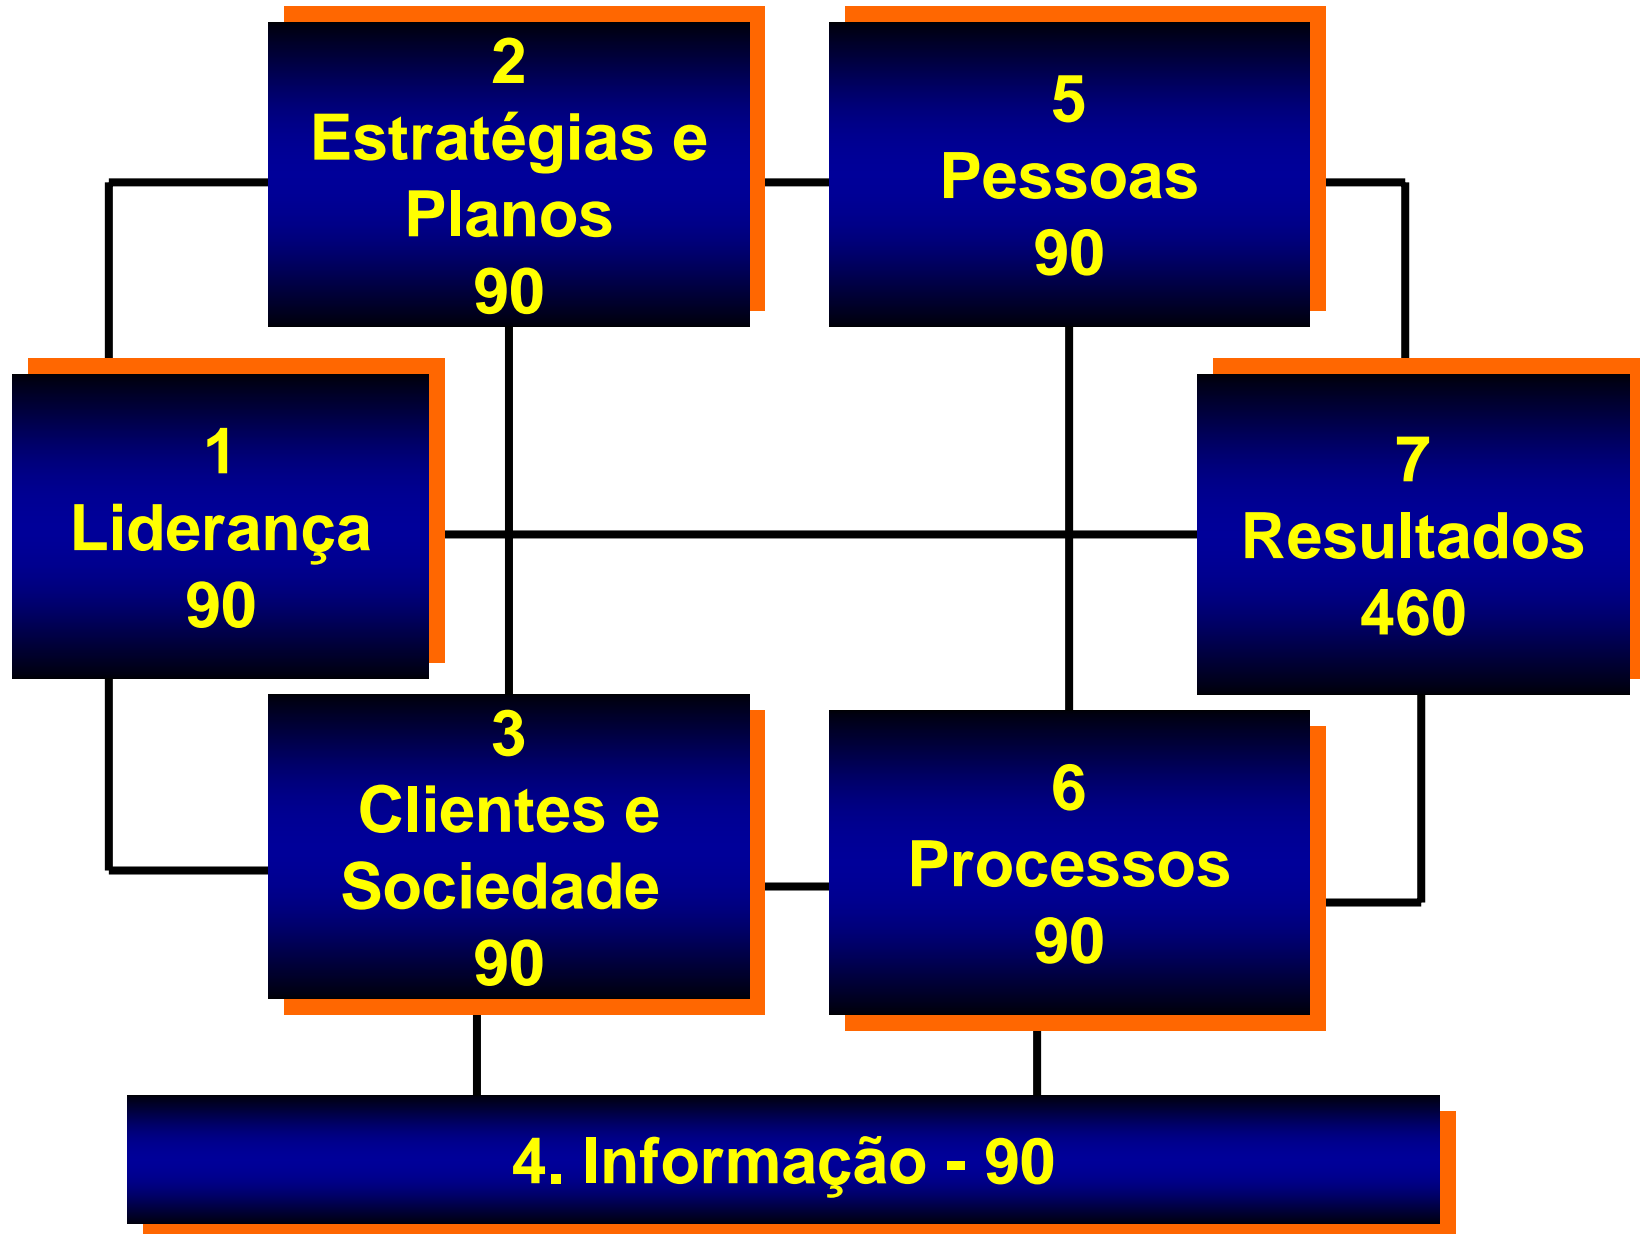 2
Estratégias e
Planos
90
5
Pessoas
90
1
Liderança
90
7
Resultados
460
3
Clientes e
Sociedade
90
6
Processos
90
4. Informação - 90